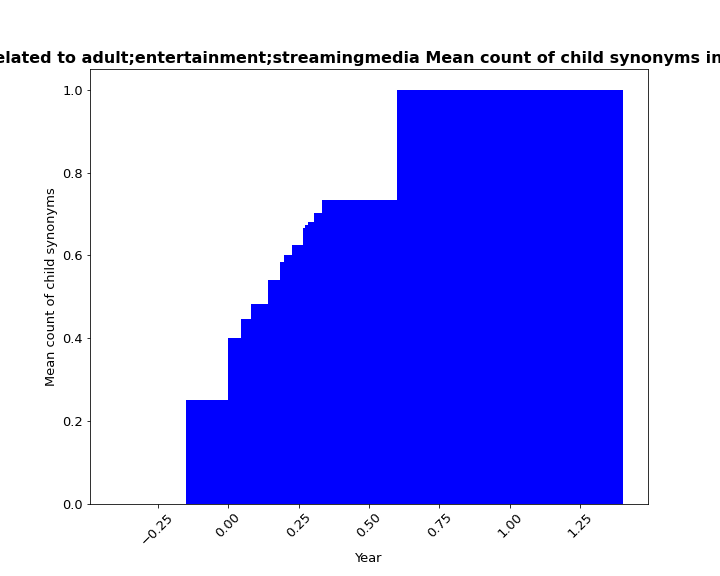 elated to adult;entertainment;streamingmedia Mean count of child synonyms in
1.0
0.8
0.6
0.4
0.2
0.0
Mean count of child synonyms
−0.25 0.00 0.25 0.50 0.75 1.00 1.25
Year